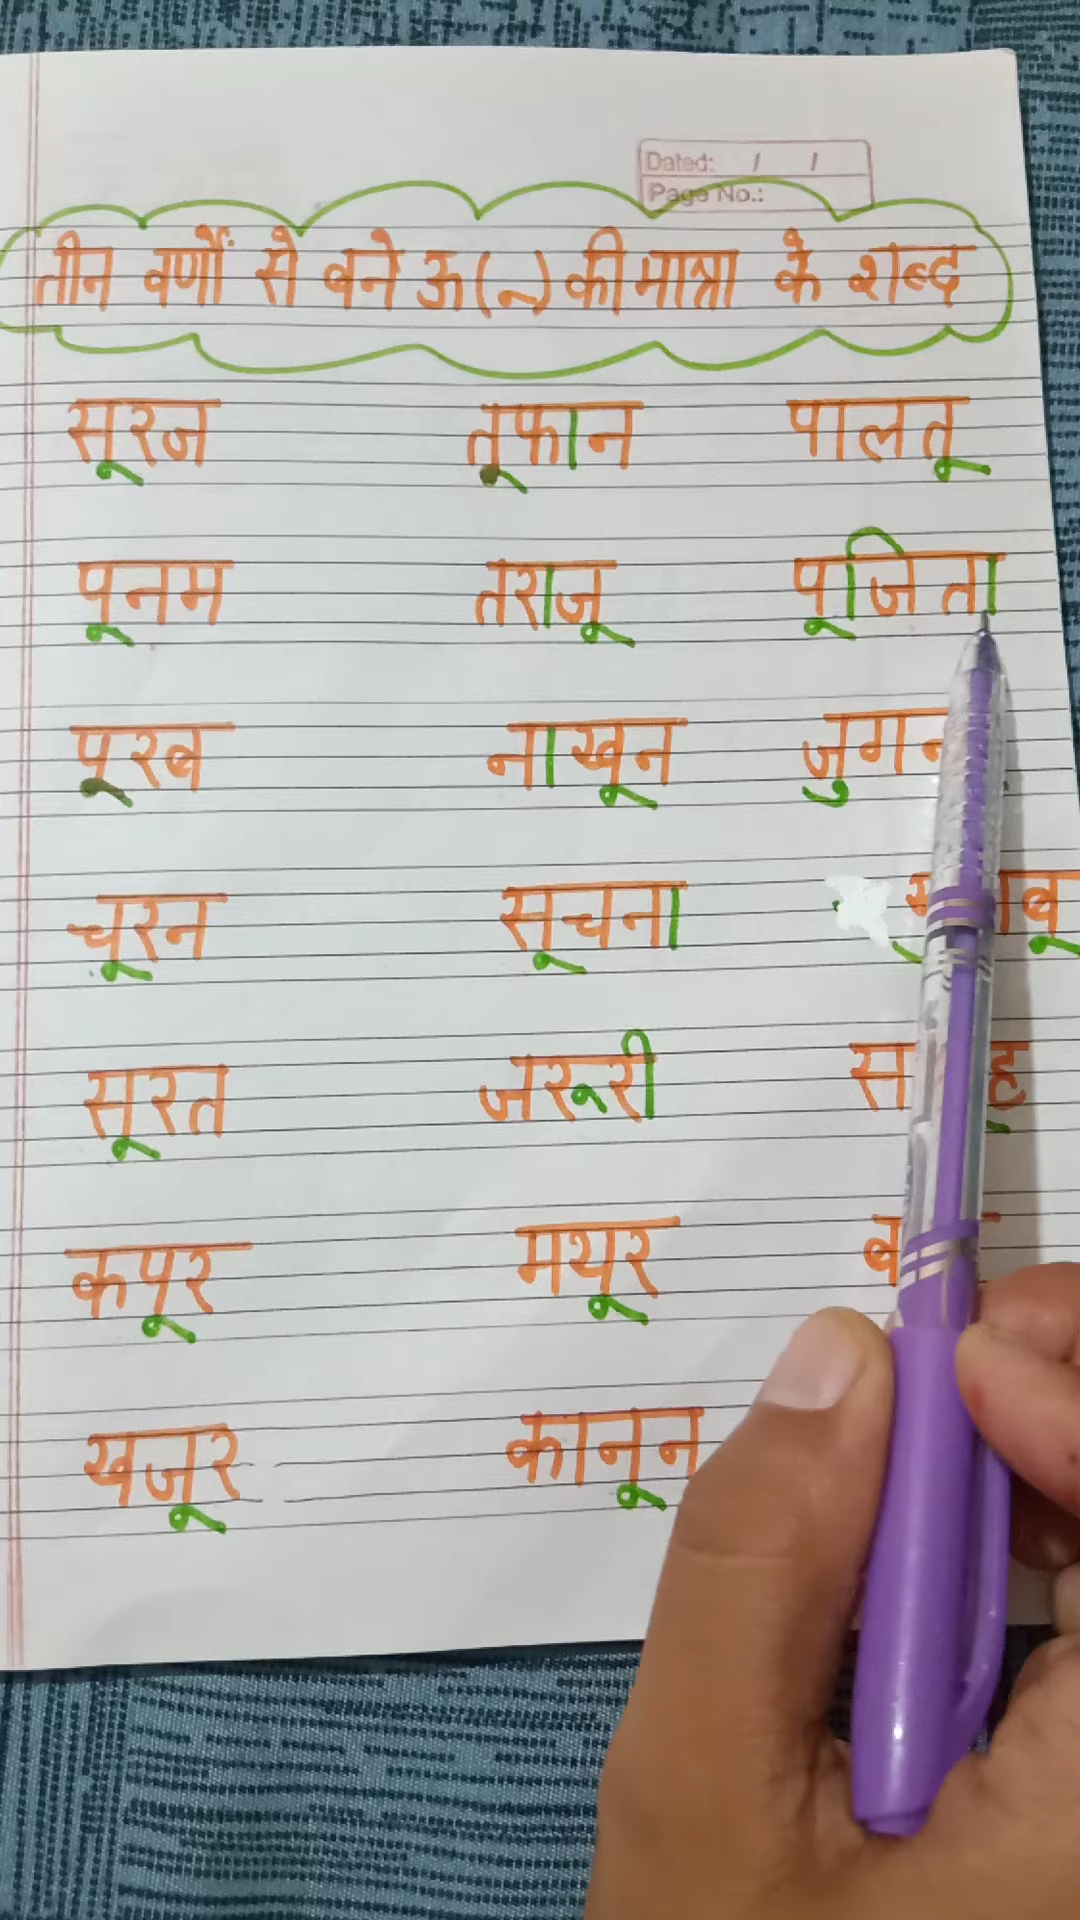 Dated: / /
Page No.:
तीन वर्णों से बने ऊ ( ू ) की मात्रा के शब्द
सूरज तूफान पालतू
पूनम तराजू पूजिता
पूरब नाखून
चूरन सूचना
सूरत जरूरी
कपूर मयूर
खजूर कानून